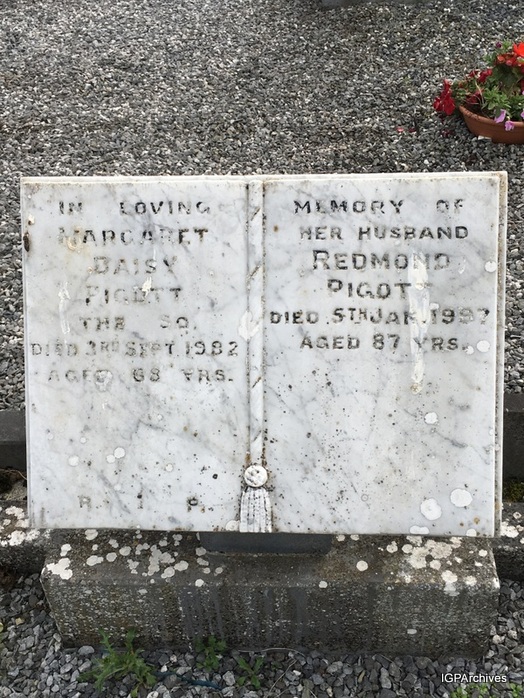 IN LOVING
MARGARET
DAISY
PIGOTT
THE SQ.
DIED 3RD SEPT. 1982
AGED 68 YRS.
R. I. P.
MEMORY OF
HER HUSBAND
REDMOND
PIGOTT
DIED 5TH JAN. 1997
AGED 87 YRS.
IGPArchives